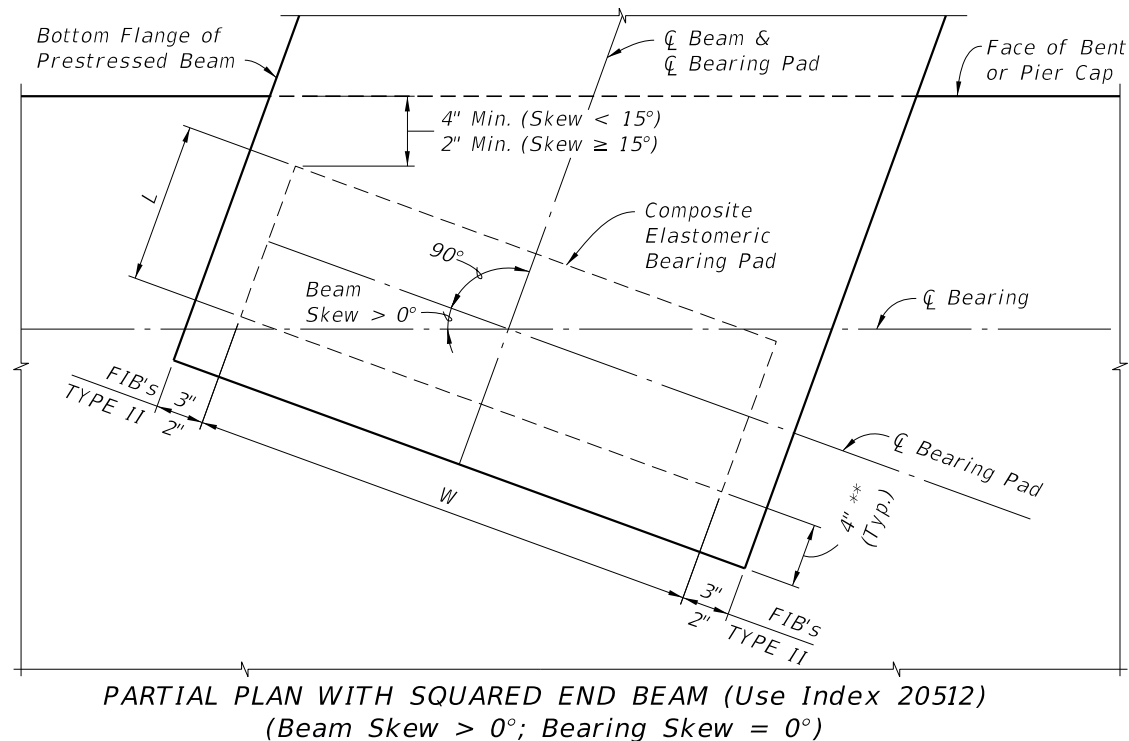 Bottom Flange of
Prestressed Beam
℄ Beam &
℄ Bearing Pad
Face of Bent
or Pier Cap
4" Min. (Skew < 15°)
2" Min. (Skew ≥ 15°)
L
Composite
Elastomeric
Bearing Pad
90°
Beam
Skew > 0°
℄ Bearing
FIB's 3"
TYPE II 2"
W
℄ Bearing Pad
4" **
(Typ.)
3" FIB's
2" TYPE II
PARTIAL PLAN WITH SQUARED END BEAM (Use Index 20512)
(Beam Skew > 0°; Bearing Skew = 0°)